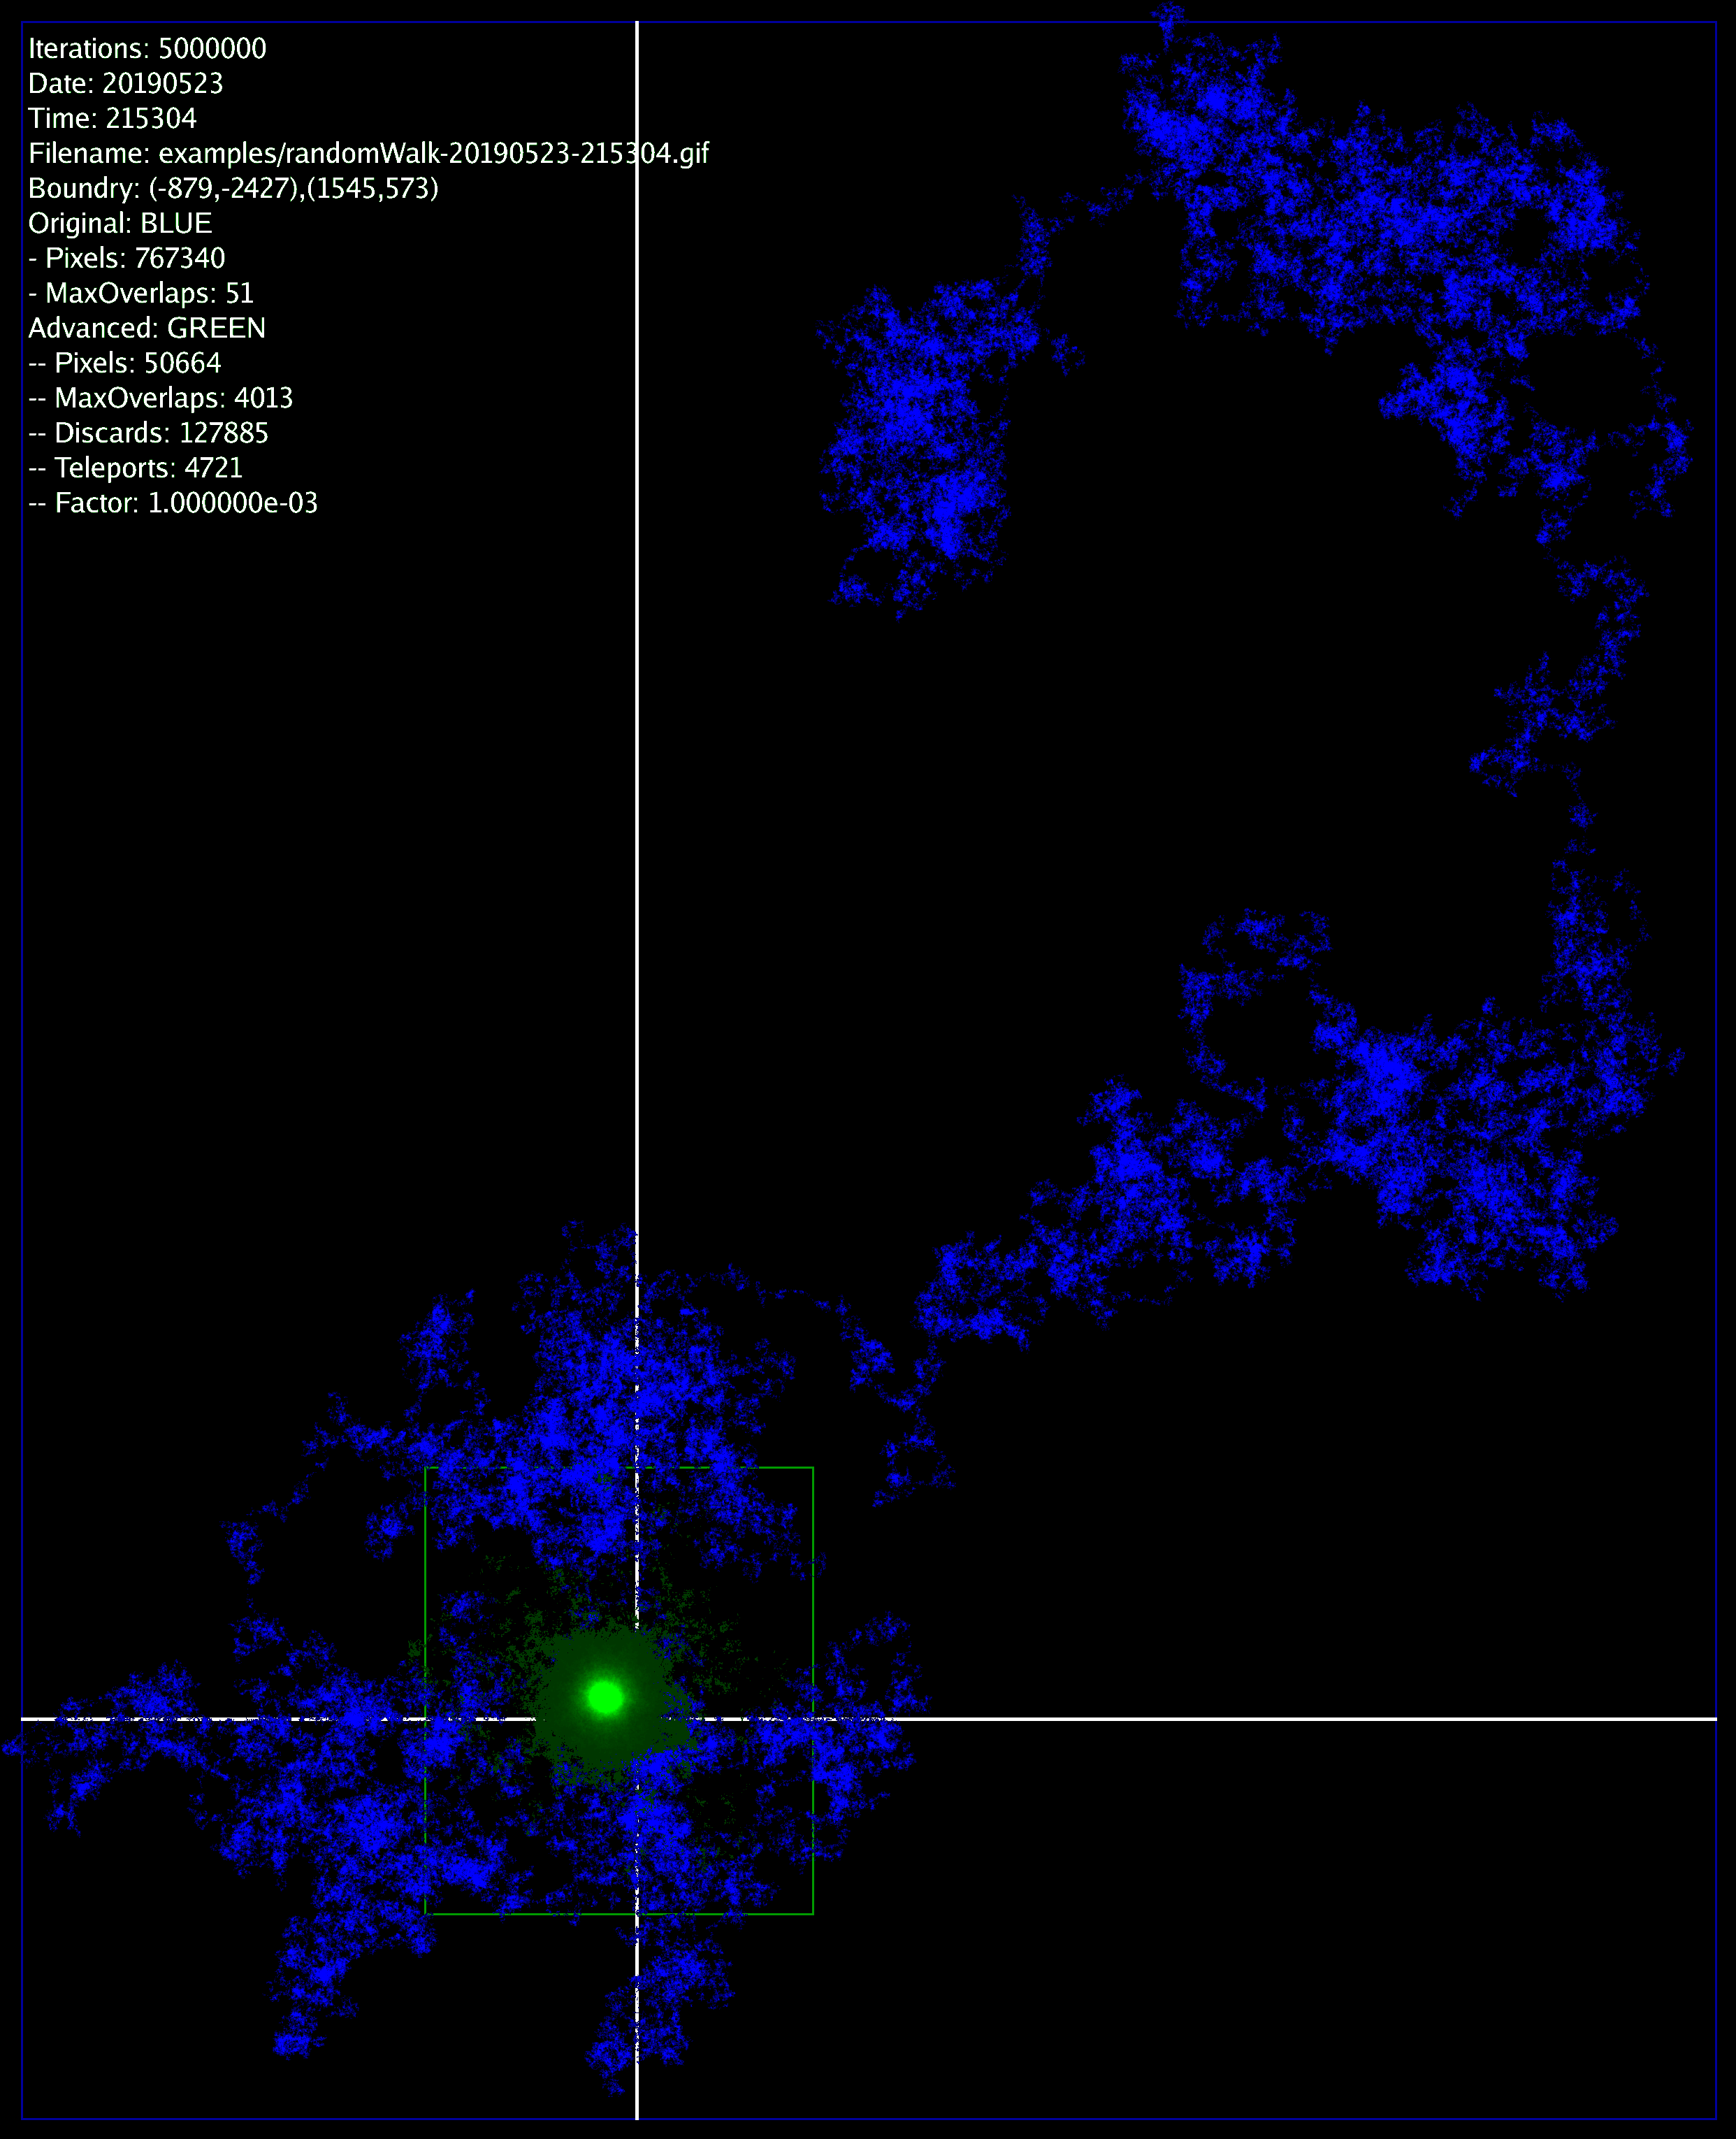 Iterations: 5000000
Date: 20190523
Time: 215304
Filename: examples/randomWalk-20190523-215304.gif
Boundry: (-879,-2427),(1545,573)
Original: BLUE
- Pixels: 767340
- MaxOverlaps: 51
Advanced: GREEN
-- Pixels: 50664
-- MaxOverlaps: 4013
-- Discards: 127885
-- Teleports: 4721
-- Factor: 1.000000e-03